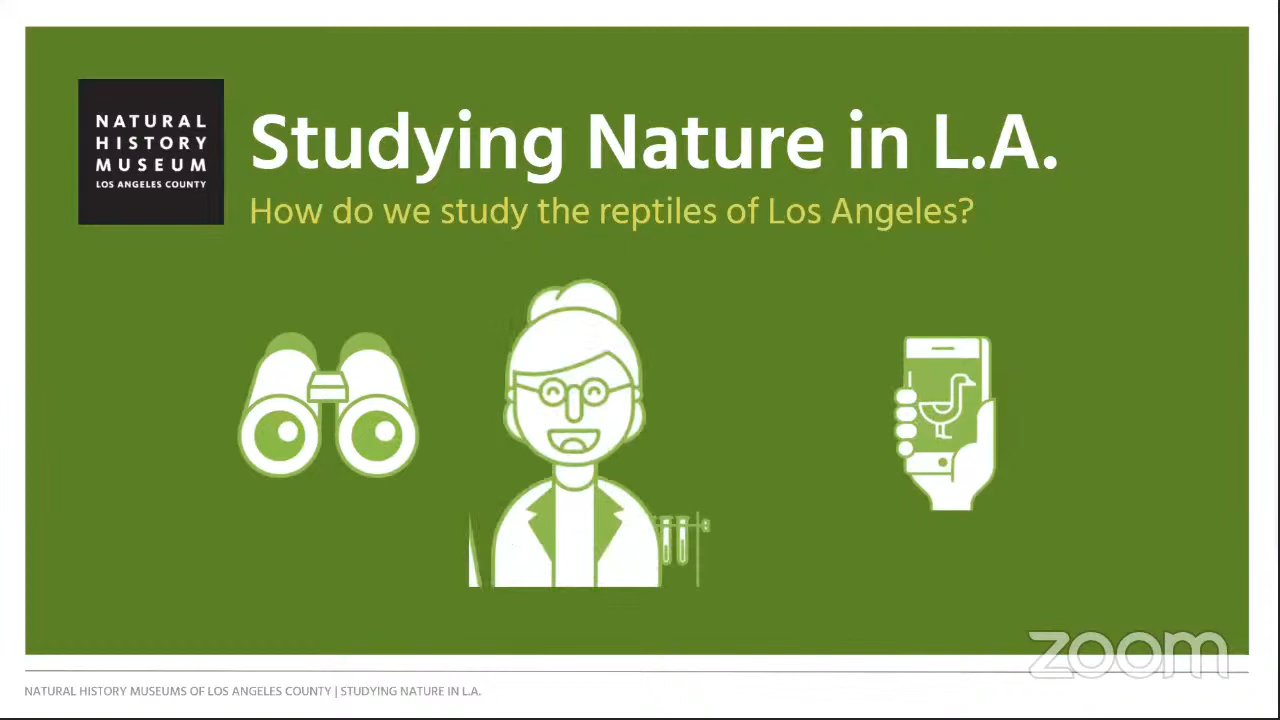 NATURAL
HISTORY
MUSEUM
LOS ANGELES COUNTY
Studying Nature in L.A.
How do we study the reptiles of Los Angeles?
zoom
NATURAL HISTORY MUSEUMS OF LOS ANGELES COUNTY | STUDYING NATURE IN L.A.